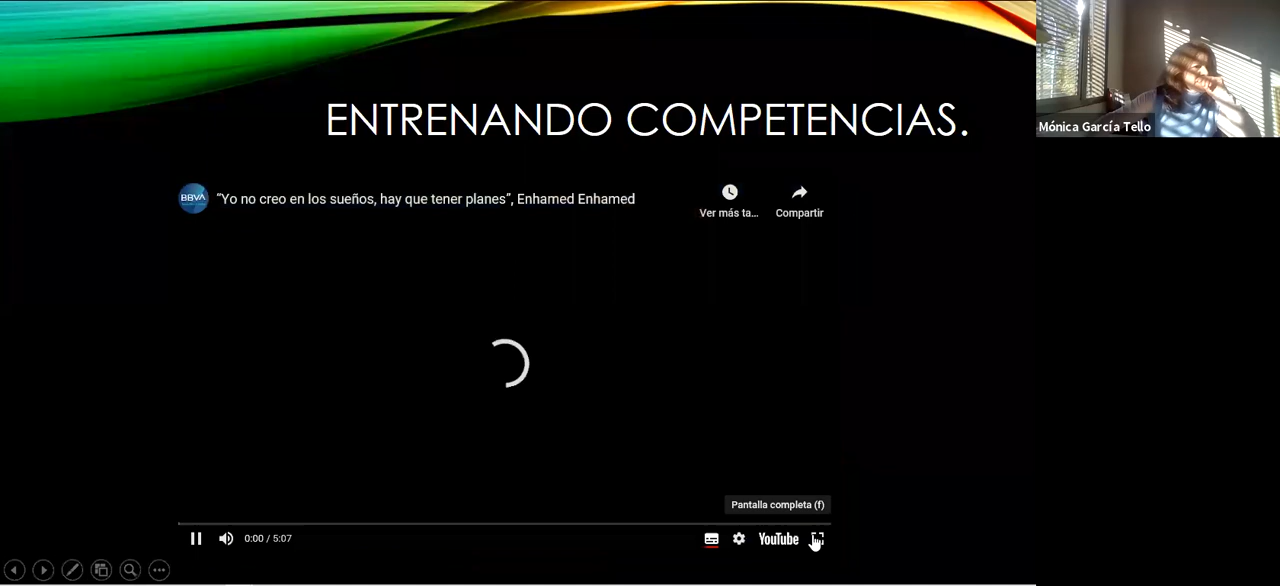 ENTRENANDO COMPETENCIAS.
Mónica García Tello
BBVA
“Yo no creo en los sueños, hay que tener planes”, Enhamed Enhamed
Ver más ta...
Compartir
Pantalla completa (f)
0:00 / 5:07
YouTube